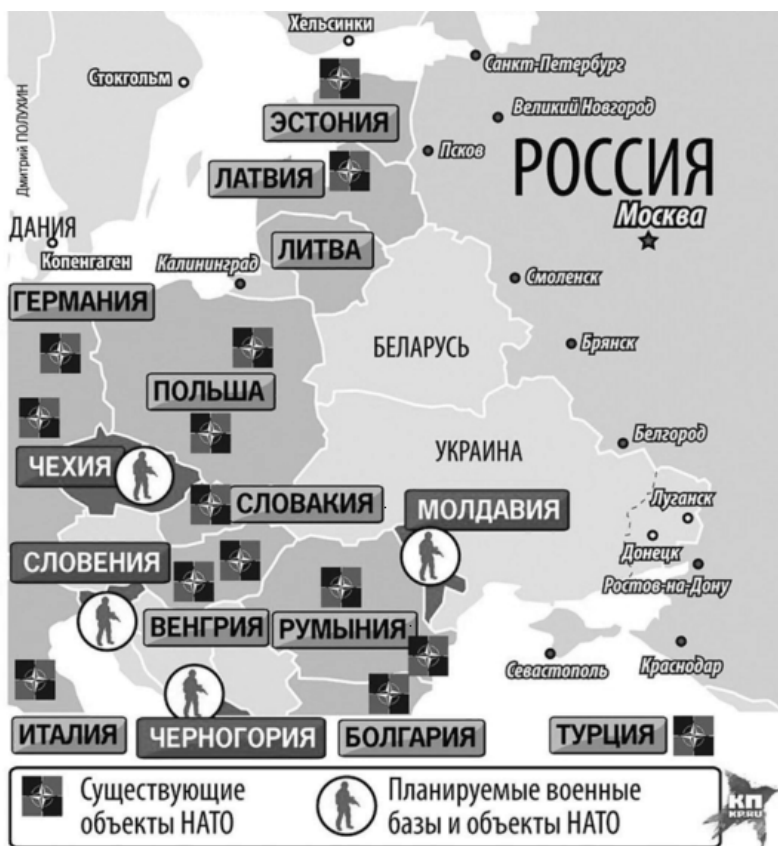 Хельсинки
Санкт-Петербург
Стокгольм
Великий Новгород
Дмитрий ПОЛУХИН
ЭСТОНИЯ
Псков
РОССИЯ
ЛАТВИЯ
Москва
ДАНИЯ
ЛИТВА
Копенгаген
Калининград
Смоленск
ГЕРМАНИЯ
БЕЛАРУСЬ
Брянск
ПОЛЬША
Белгород
УКРАИНА
ЧЕХИЯ
СЛОВАКИЯ
МОЛДАВИЯ
Луганск
Донецк
СЛОВЕНИЯ
Ростов-на-Дону
ВЕНГРИЯ
РУМЫНИЯ
Севастополь
Краснодар
ИТАЛИЯ
ЧЕРНОГОРИЯ
БОЛГАРИЯ
ТУРЦИЯ
Существующие
объекты НАТО
Планируемые военные
базы и объекты НАТО
КП
KP.RU